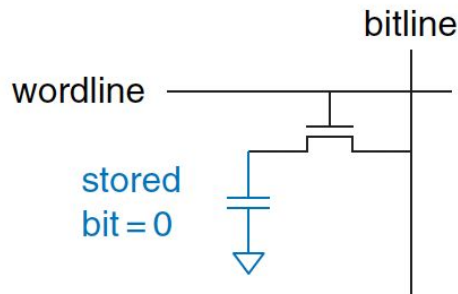 bitline
wordline
stored
bit = 0